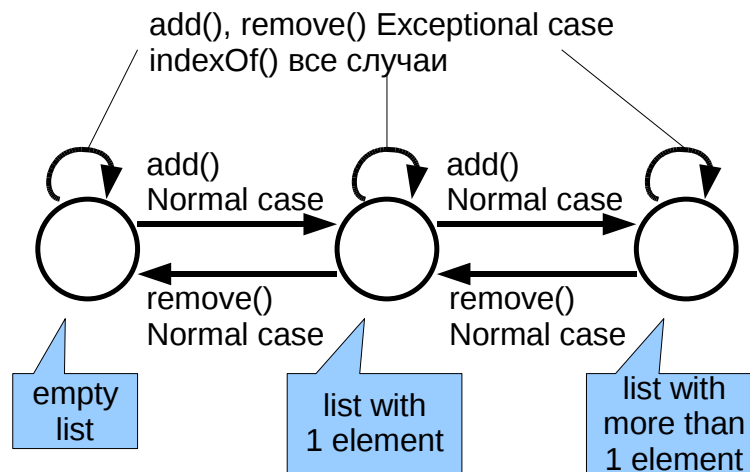 add(), remove() Exceptional case
indexOf() все случаи
add()
Normal case
add()
Normal case
remove()
Normal case
remove()
Normal case
empty
list
list with
1 element
list with
more than
1 element